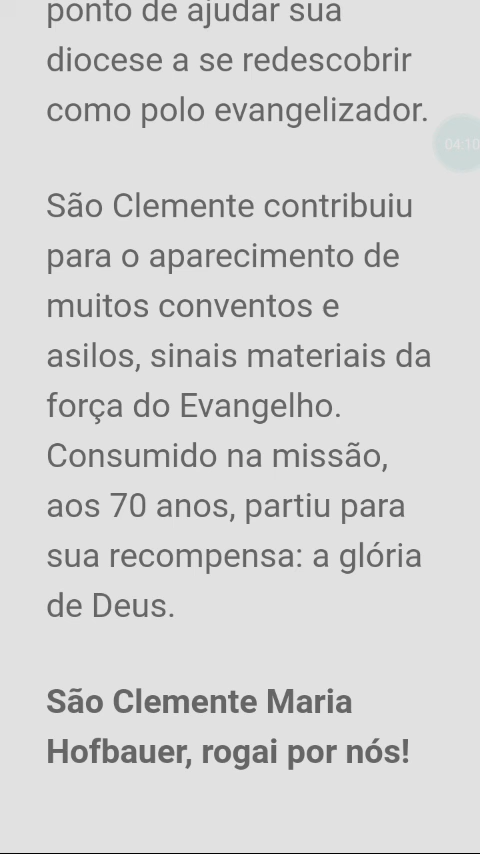 ponto de ajudar sua
diocese a se redescobrir
como polo evangelizador.
04:10
São Clemente contribuiu
para o aparecimento de
muitos conventos e
asilos, sinais materiais da
força do Evangelho.
Consumido na missão,
aos 70 anos, partiu para
sua recompensa: a glória
de Deus.
São Clemente Maria
Hofbauer, rogai por nós!